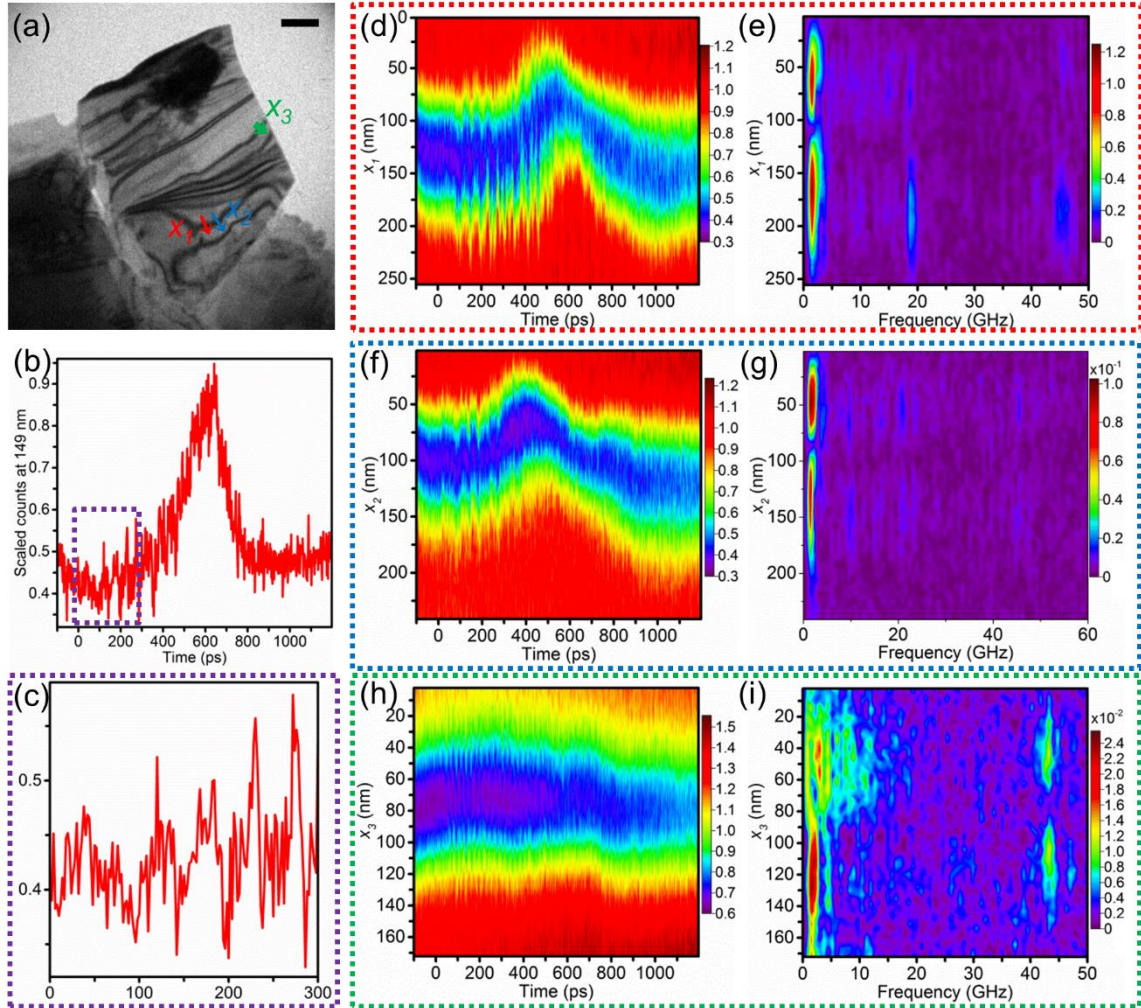 (a)
x3
x1
x2
(b)
Scaled counts at 149 nm
0.9
0.8
0.7
0.6
0.5
0.4
0 200 400 600 800 1000
Time (ps)
(c)
0.5
0.4
0 50 100 150 200 250 300
(d)
x1 (nm)
0
50
100
150
200
250
0 200 400 600 800 1000
Time (ps)
1.2
1.1
1.0
0.9
0.8
0.7
0.6
0.5
0.4
0.3
(e)
x1 (nm)
50
100
150
200
250
0 10 20 30 40 50
Frequency (GHz)
1.2
1
0.8
0.6
0.4
0.2
0
(f)
x2 (nm)
50
100
150
200
0 200 400 600 800 1000
Time (ps)
1.2
1.1
1.0
0.9
0.8
0.7
0.6
0.5
0.4
0.3
(g)
x2 (nm)
50
100
150
200
0 20 40 60
Frequency (GHz)
x10-1
1.0
0.8
0.6
0.4
0.2
0
(h)
x3 (nm)
20
40
60
80
100
120
140
160
0 200 400 600 800 1000
Time (ps)
1.5
1.4
1.3
1.2
1.1
1.0
0.9
0.8
0.7
0.6
(i)
x3 (nm)
20
40
60
80
100
120
140
160
0 10 20 30 40 50
Frequency (GHz)
x10-2
2.4
2.2
2.0
1.8
1.6
1.4
1.2
1.0
0.8
0.6
0.4
0.2
0